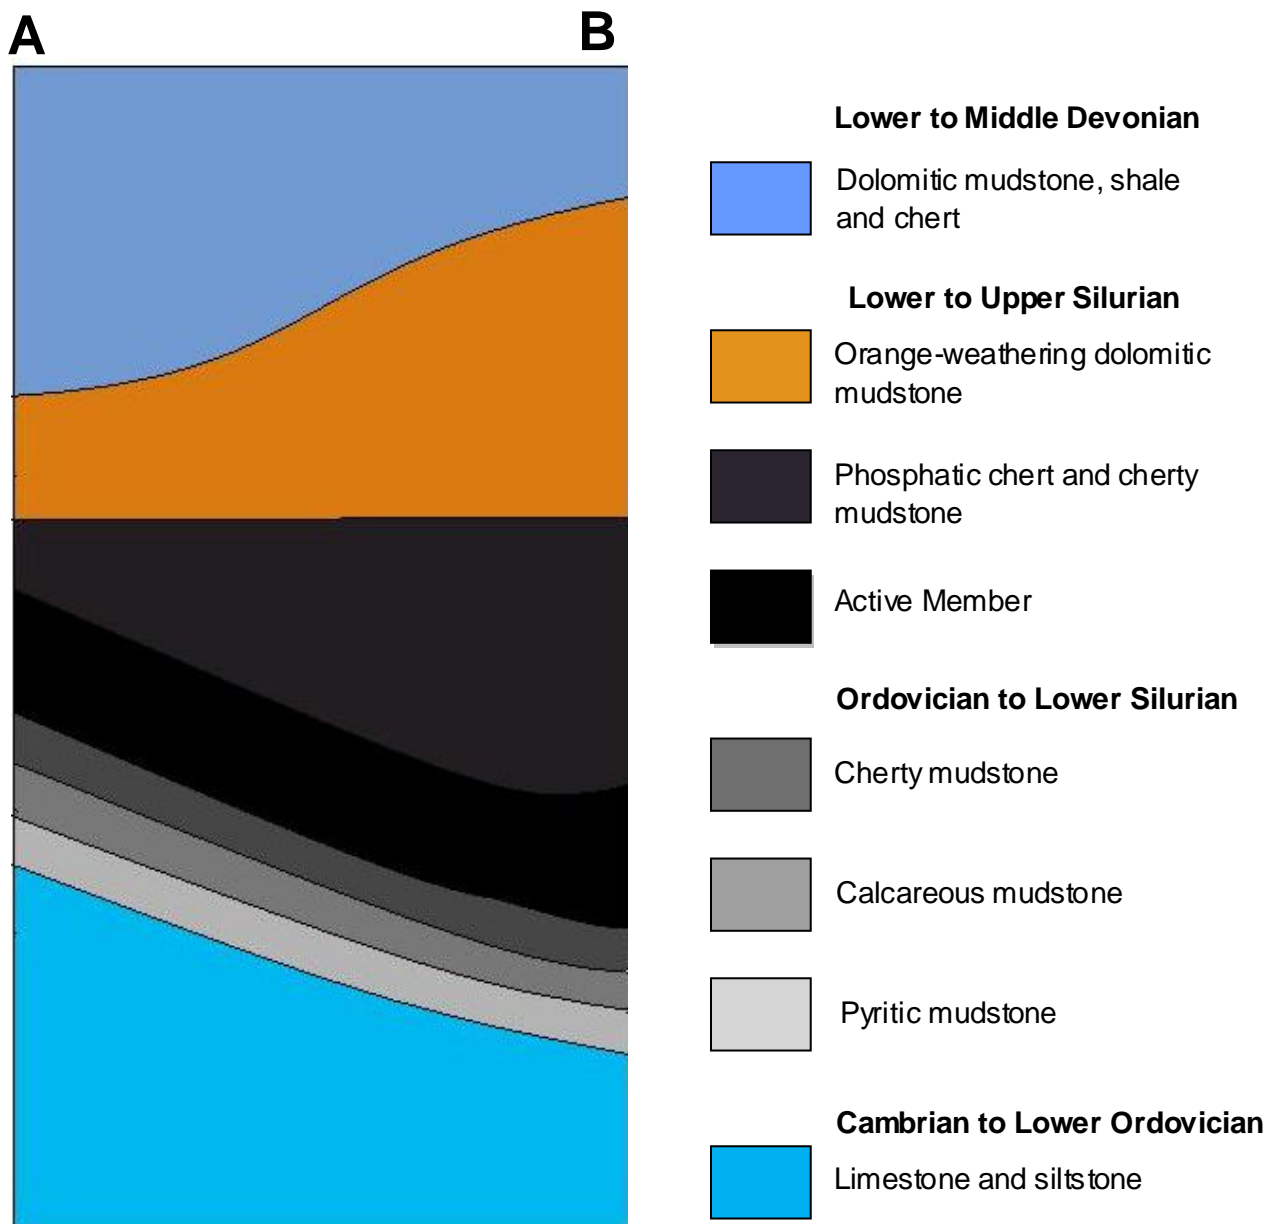 A
B
Lower to Middle Devonian
Dolomitic mudstone, shale
and chert
Lower to Upper Silurian
Orange-weathering dolomitic
mudstone
Phosphatic chert and cherty
mudstone
Active Member
Ordovician to Lower Silurian
Cherty mudstone
Calcareous mudstone
Pyritic mudstone
Cambrian to Lower Ordovician
Limestone and siltstone